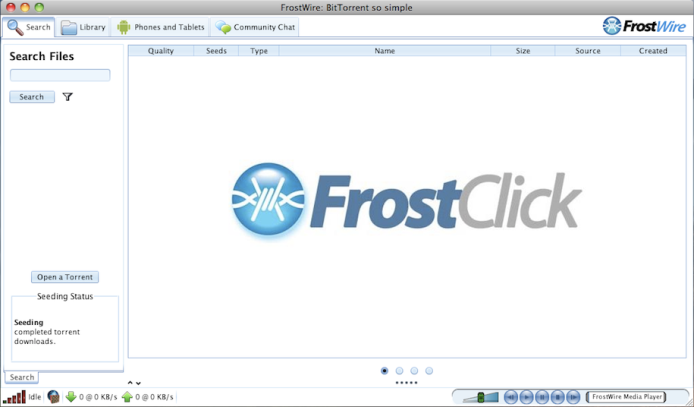 FrostWire: BitTorrent so simple
Search Library Phones and Tablets Community Chat FrostWire
Search Files
Quality Seeds Type Name Size Source Created
Search
FrostClick
Open a Torrent
Seeding Status
Seeding
completed torrent
downloads.
Search
Idle 0 @ 0 KB/s 0 @ 0 KB/s FrostWire Media Player